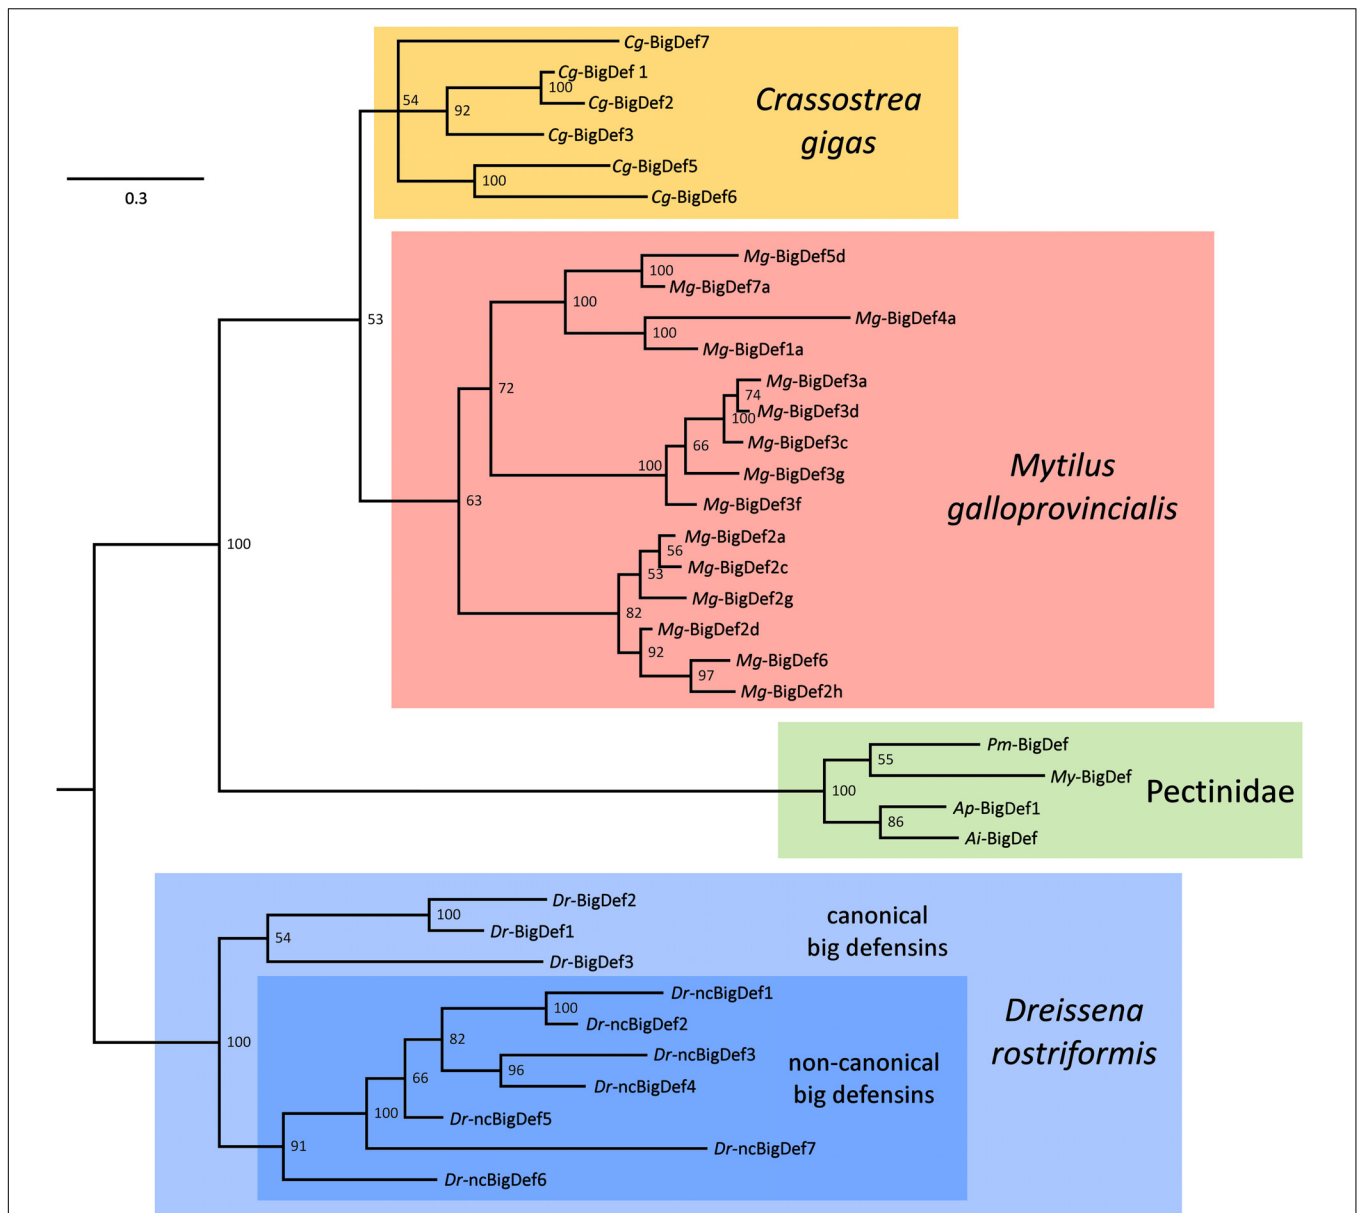 Cg-BigDef7
Cg-BigDef 1
100
54
Cg-BigDef2
92
Cg-BigDef3
Crassostrea
gigas
Cg-BigDef5
100
Cg-BigDef6
0.3
53
Mg-BigDef5d
100
Mg-BigDef7a
100
Mg-BigDef4a
100
Mg-BigDef1a
72
Mg-BigDef3a
74
Mg-BigDef3d
100
Mg-BigDef3c
66
100
Mg-BigDef3g
Mg-BigDef3f
63
Mytilus
galloprovincialis
Mg-BigDef2a
56
Mg-BigDef2c
53
Mg-BigDef2g
82
Mg-BigDef2d
92
Mg-BigDef6
97
Mg-BigDef2h
100
Pm-BigDef
55
My-BigDef
100
Pectinidae
Ap-BigDef1
86
Ai-BigDef
Dr-BigDef2
100
Dr-BigDef1
54
Dr-BigDef3
canonical
big defensins
Dr-ncBigDef1
100
Dr-ncBigDef2
82
Dr-ncBigDef3
96
Dr-ncBigDef4
66
100
Dr-ncBigDef5
Dr-ncBigDef7
91
Dr-ncBigDef6
100
non-canonical
big defensins
Dreissena
rostriformis